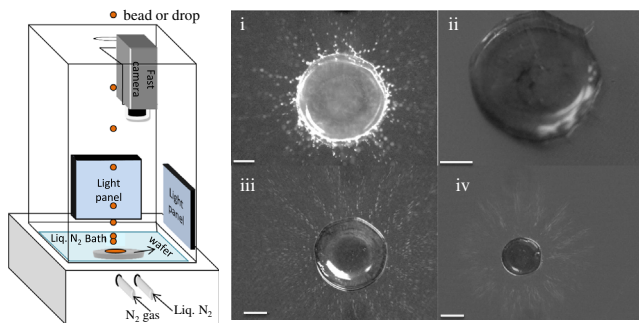 bead or drop
Fast camera
Light panel
Light panel
Liq. N₂ Bath
wafer
N₂ gas
Liq. N₂
i
ii
iii
iv